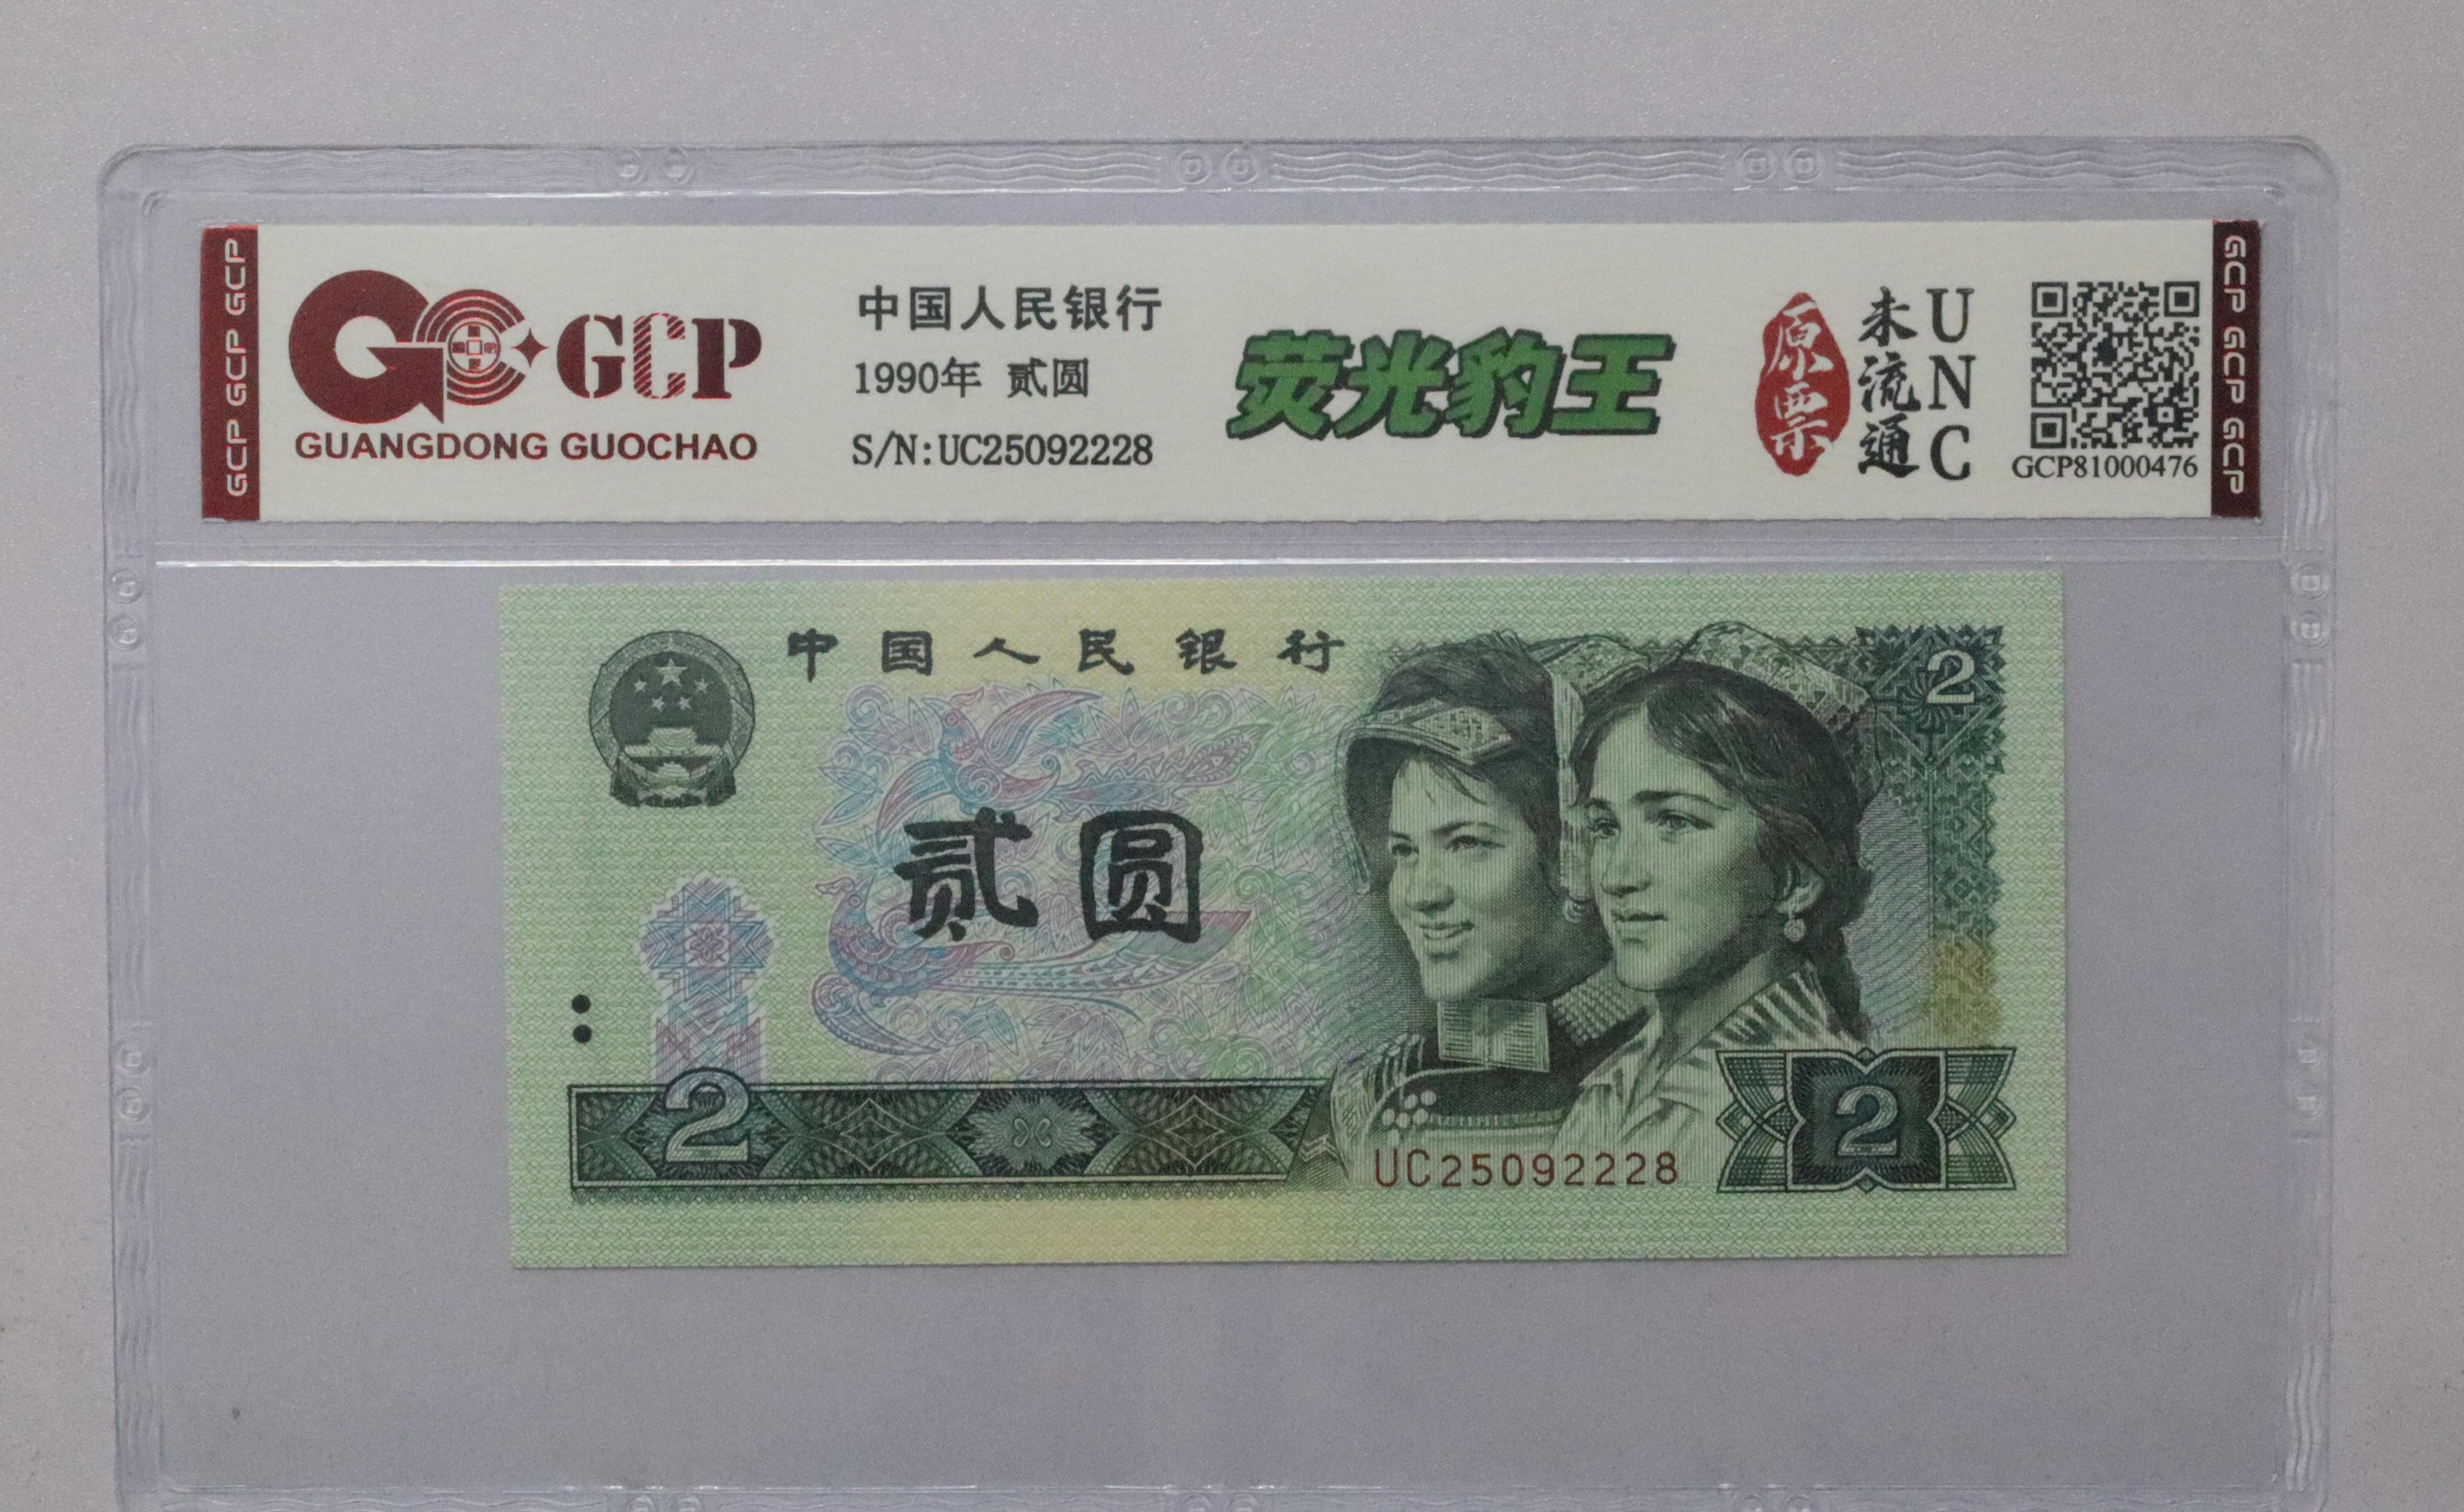 GCP GCP GCP
GCP
GUANGDONG GUOCHAO
中国人民银行
1990年 贰圆
S/N:UC25092228
荧光豹王
原票
未流通
UNC
GCP81000476
GCP GCP GCP
中国人民银行
2
贰圆
2
UC25092228
2